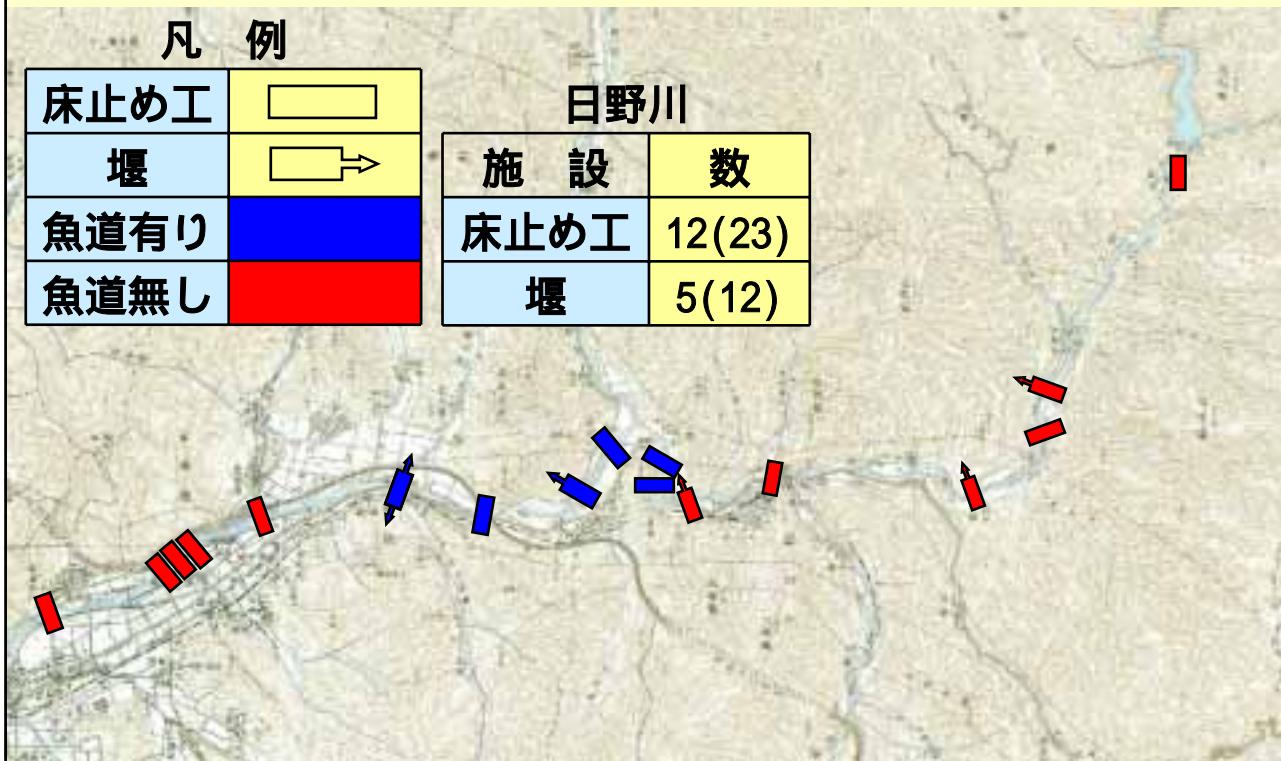 凡 例
床止め工
堰
魚道有り
魚道無し
日野川
施 設 数
床止め工 12(23)
堰 5(12)